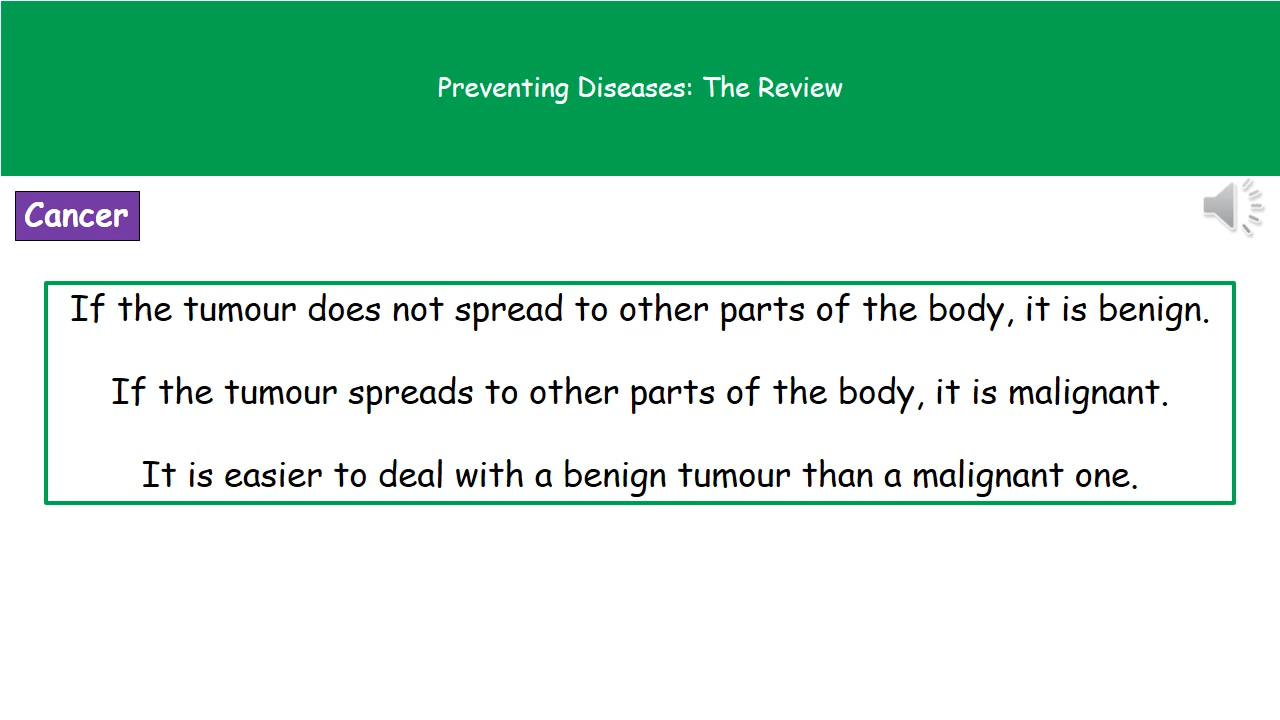 Preventing Diseases: The Review
Cancer
If the tumour does not spread to other parts of the body, it is benign.
If the tumour spreads to other parts of the body, it is malignant.
It is easier to deal with a benign tumour than a malignant one.